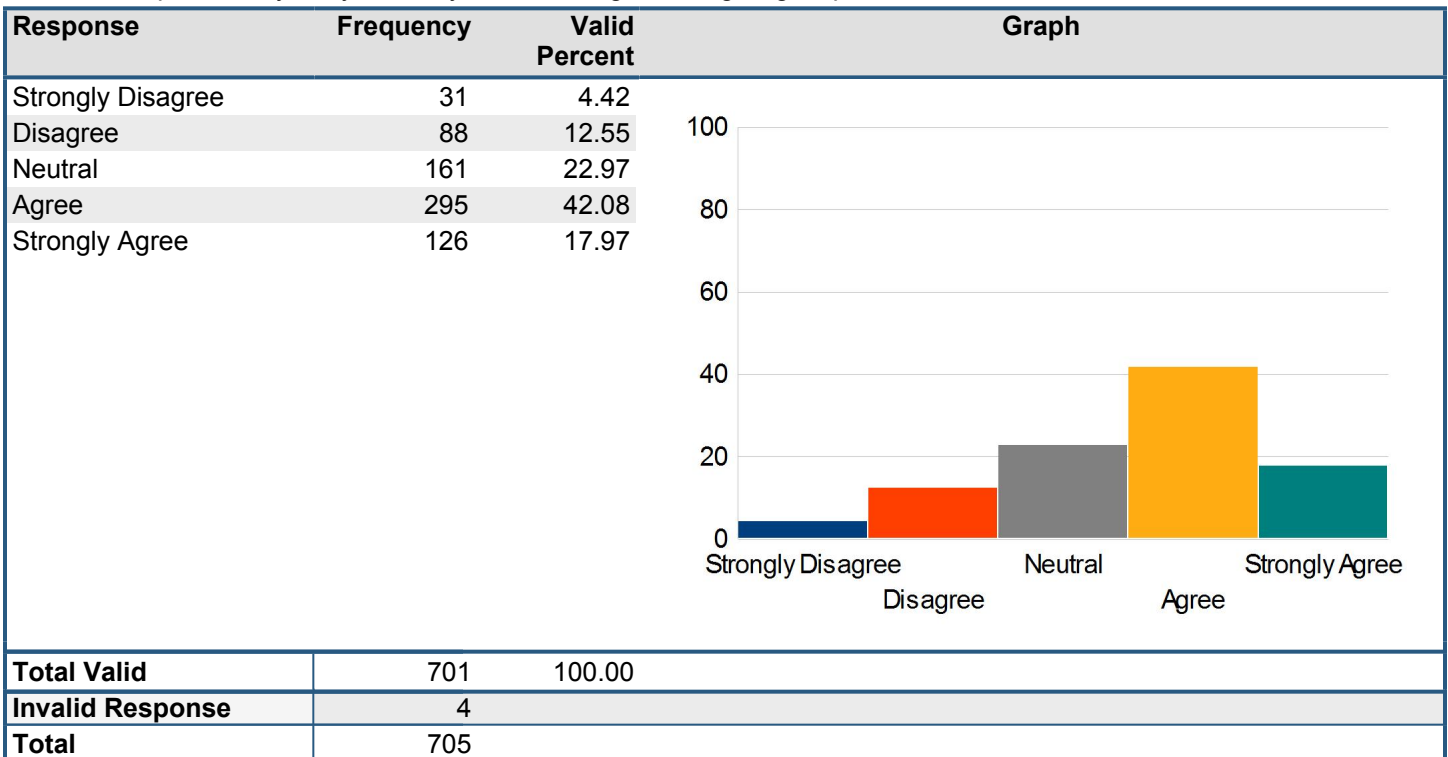 Response Frequency Valid Percent Graph
Strongly Disagree 31 4.42
Disagree 88 12.55
Neutral 161 22.97
Agree 295 42.08
Strongly Agree 126 17.97
100
80
60
40
20
0
Strongly Disagree Neutral Strongly Agree
Disagree Agree
Total Valid 701 100.00
Invalid Response 4
Total 705